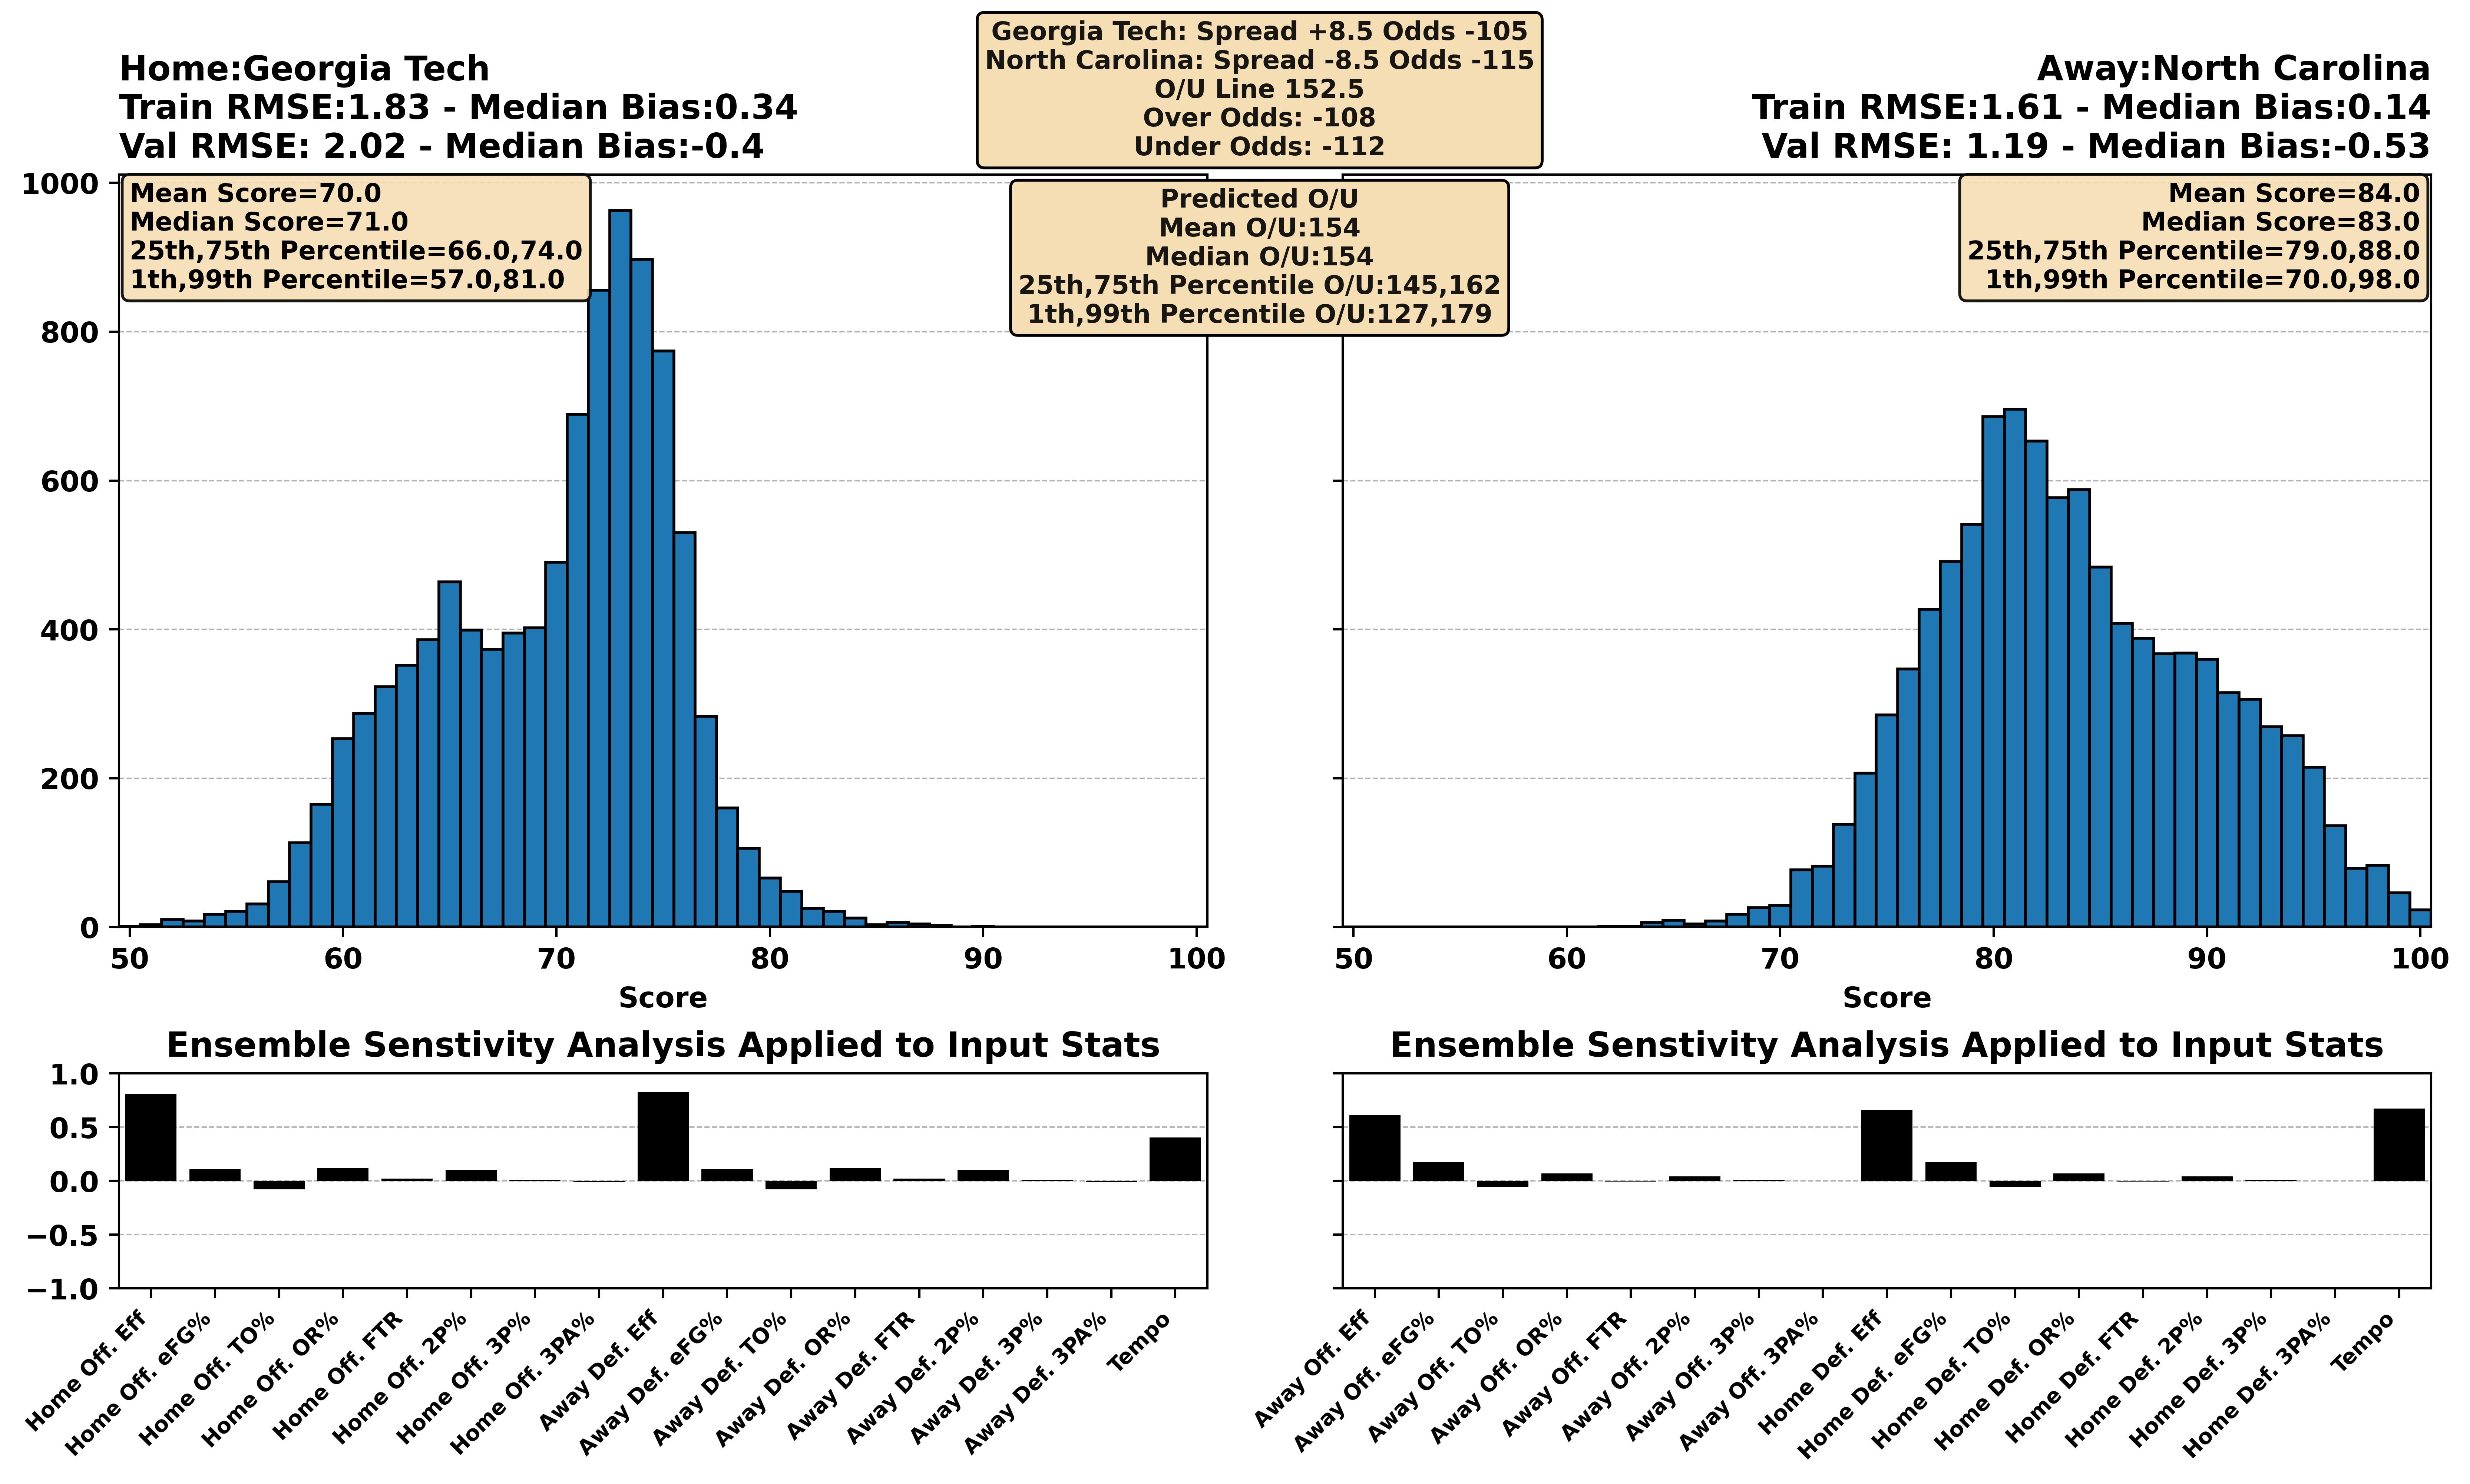 Georgia Tech: Spread +8.5 Odds -105
North Carolina: Spread -8.5 Odds -115
O/U Line 152.5
Over Odds: -108
Under Odds: -112
Home:Georgia Tech
Train RMSE:1.83 - Median Bias:0.34
Val RMSE: 2.02 - Median Bias:-0.4
Away:North Carolina
Train RMSE:1.61 - Median Bias:0.14
Val RMSE: 1.19 - Median Bias:-0.53
Mean Score=70.0
Median Score=71.0
25th,75th Percentile=66.0,74.0
1th,99th Percentile=57.0,81.0
Predicted O/U
Mean O/U:154
Median O/U:154
25th,75th Percentile O/U:145,162
1th,99th Percentile O/U:127,179
Mean Score=84.0
Median Score=83.0
25th,75th Percentile=79.0,88.0
1th,99th Percentile=70.0,98.0
1000
800
600
400
200
0
50 60 70 80 90 100
Score
50 60 70 80 90 100
Score
Ensemble Senstivity Analysis Applied to Input Stats
1.0
0.5
0.0
−0.5
−1.0
Home Off. Eff
Home Off. eFG%
Home Off. TO%
Home Off. OR%
Home Off. FTR
Home Off. 2P%
Home Off. 3P%
Home Off. 3PA%
Away Def. Eff
Away Def. eFG%
Away Def. TO%
Away Def. OR%
Away Def. FTR
Away Def. 2P%
Away Def. 3P%
Away Def. 3PA%
Tempo
Ensemble Senstivity Analysis Applied to Input Stats
Away Off. Eff
Away Off. eFG%
Away Off. TO%
Away Off. OR%
Away Off. FTR
Away Off. 2P%
Away Off. 3P%
Away Off. 3PA%
Home Def. Eff
Home Def. eFG%
Home Def. TO%
Home Def. OR%
Home Def. FTR
Home Def. 2P%
Home Def. 3P%
Home Def. 3PA%
Tempo